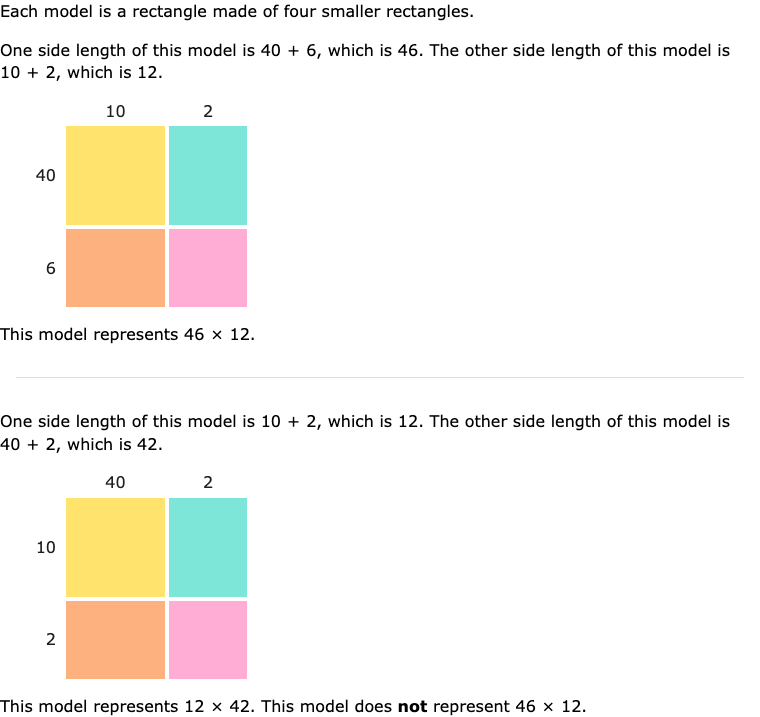 Each model is a rectangle made of four smaller rectangles.
One side length of this model is 40 + 6, which is 46. The other side length of this model is
10 + 2, which is 12.
10 2
40
6
This model represents 46 × 12.
One side length of this model is 10 + 2, which is 12. The other side length of this model is
40 + 2, which is 42.
40 2
10
2
This model represents 12 × 42. This model does not represent 46 × 12.